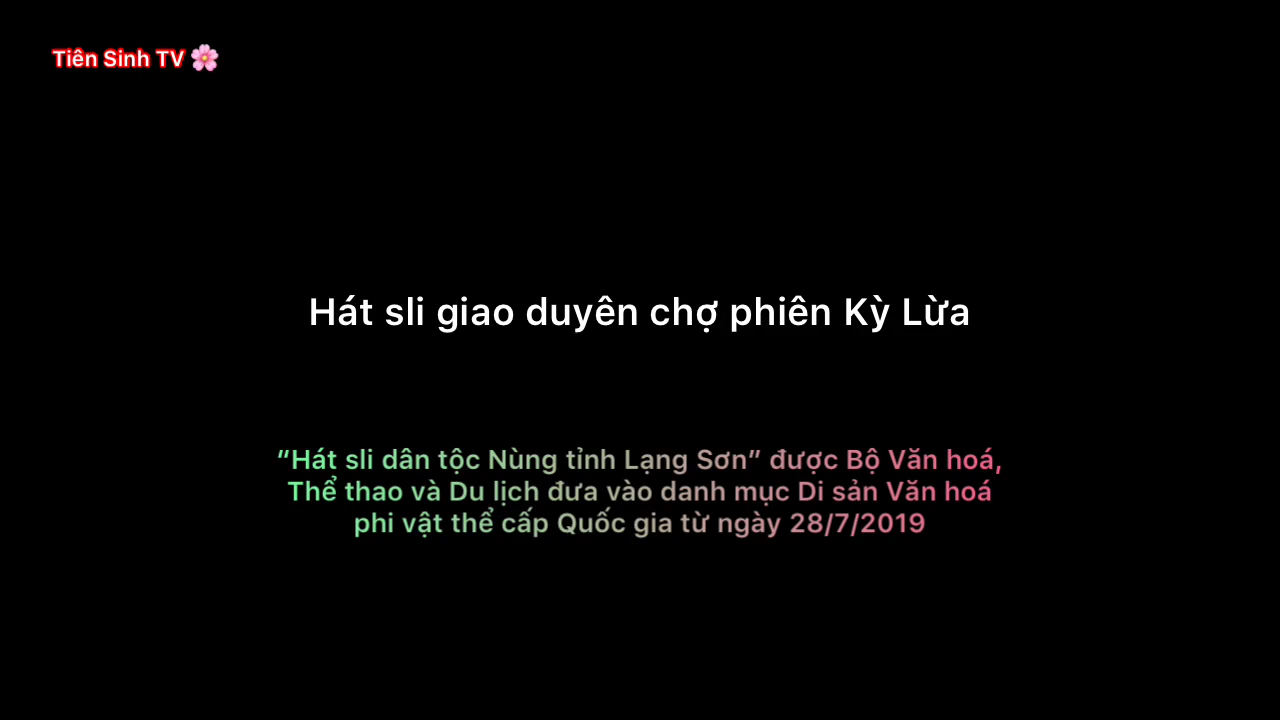 Tiên Sinh TV 🌸
Hát sli giao duyên chợ phiên Kỳ Lừa
“Hát sli dân tộc Nùng tỉnh Lạng Sơn” được Bộ Văn hoá,
Thể thao và Du lịch đưa vào danh mục Di sản Văn hoá
phi vật thể cấp Quốc gia từ ngày 28/7/2019